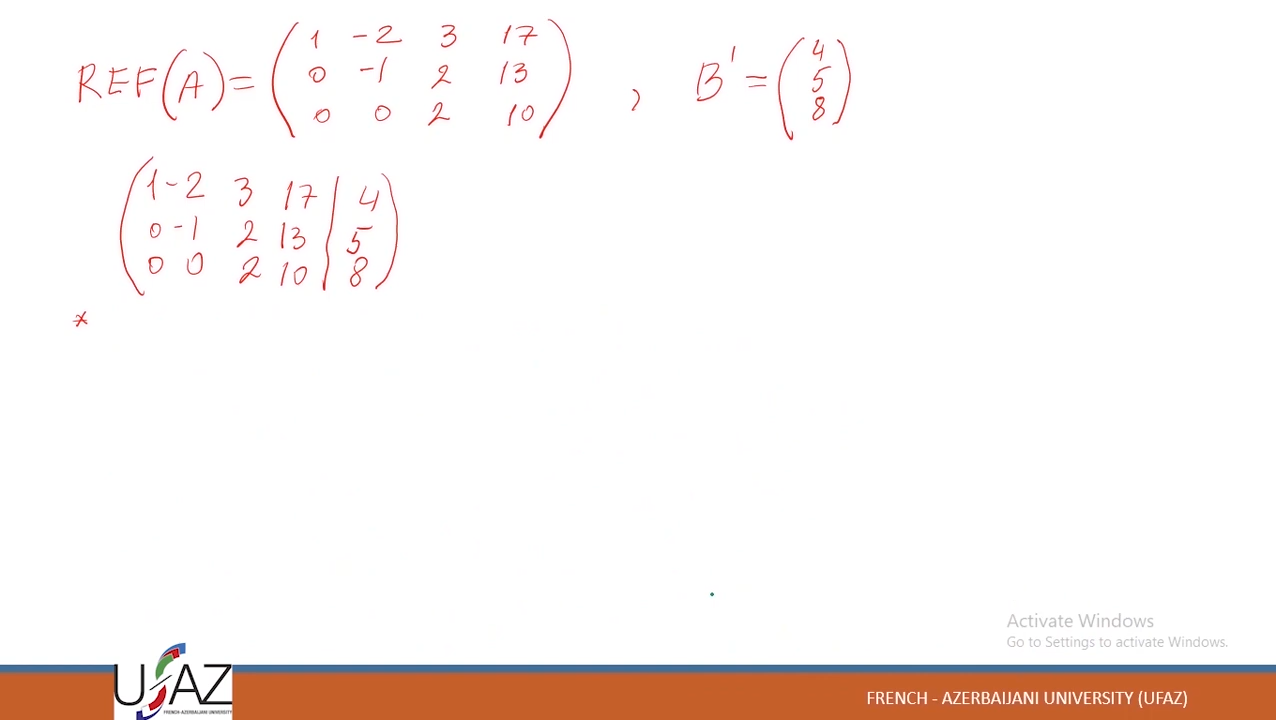 REF(A) = ( 1 -2 3 17
0 -1 2 13
0 0 2 10 ) , B' = ( 4
5
8 )
( 1 -2 3 17 | 4
0 -1 2 13 | 5
0 0 2 10 | 8 )
*
Activate Windows
Go to Settings to activate Windows.
UFAZ
FRENCH-AZERBAIJANI UNIVERSITY
FRENCH - AZERBAIJANI UNIVERSITY (UFAZ)